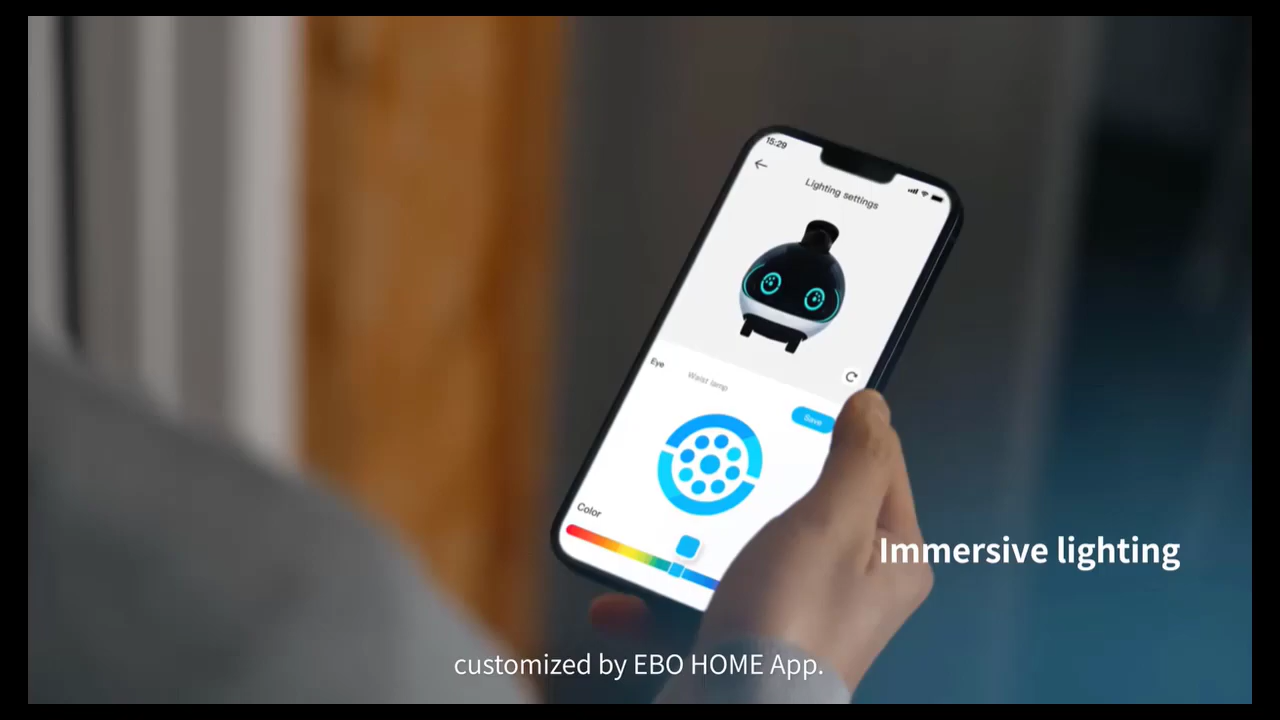 15:29
Lighting settings
Eye
Waist lamp
Save
Color
Immersive lighting
customized by EBO HOME App.